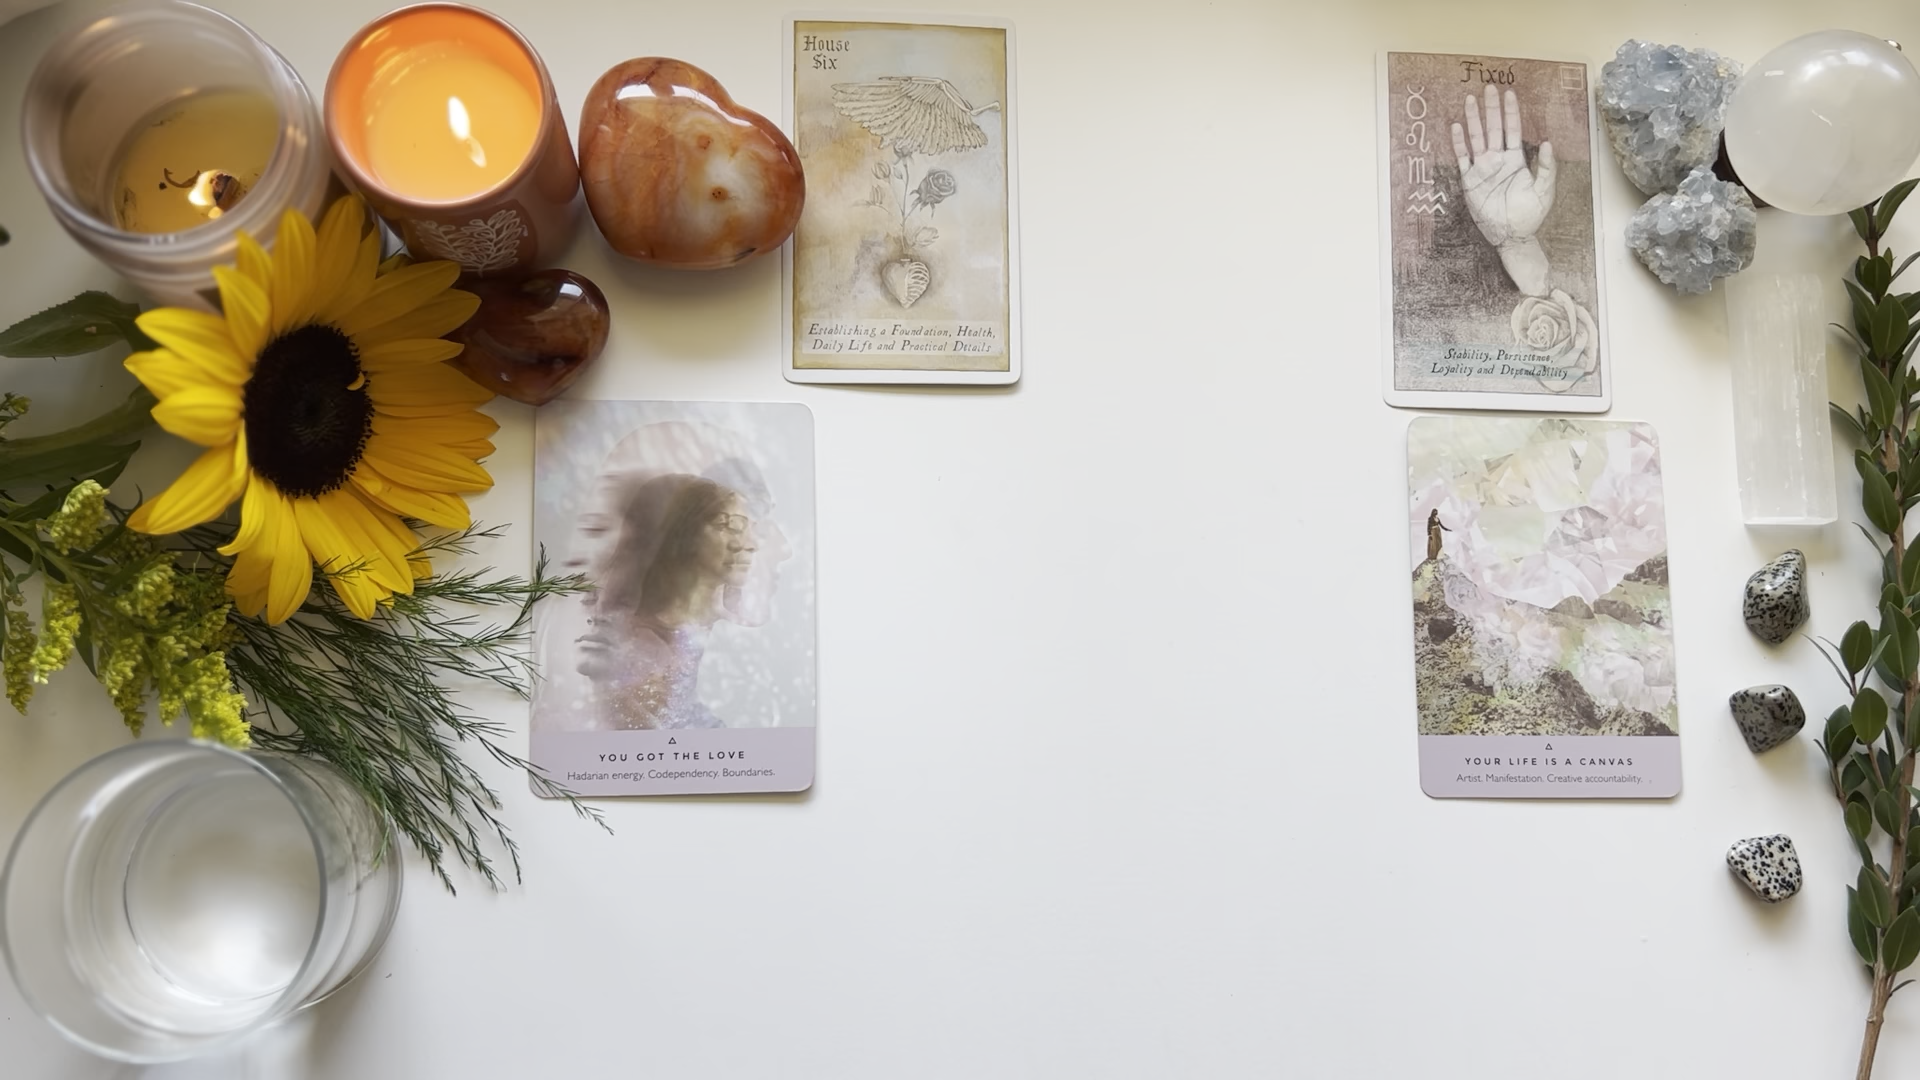 House
Six
Establishing a Foundation, Health,
Daily Life and Practical Details
Fixed
♉
♌
♏
♒
Stability, Persistence,
Loyality and Dependability
YOU GOT THE LOVE
Hadarian energy. Codependency. Boundaries.
YOUR LIFE IS A CANVAS
Artist. Manifestation. Creative accountability.